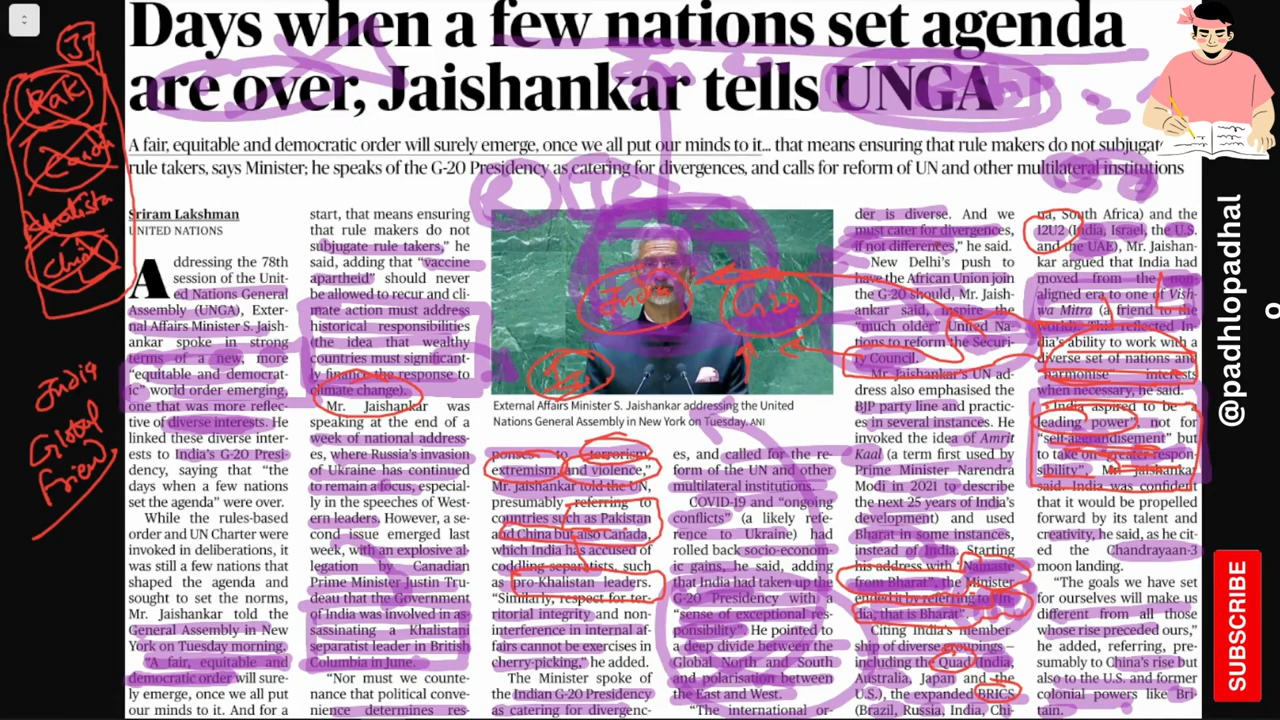 Days when a few nations set agenda
are over, Jaishankar tells UNGA
A fair, equitable and democratic order will surely emerge, once we all put our minds to it... that means ensuring that rule makers do not subjugat
rule takers, says Minister; he speaks of the G-20 Presidency as catering for divergences, and calls for reform of UN and other multilateral institutions
Sriram Lakshman
UNITED NATIONS
Addressing the 78th
session of the Unit-
ed Nations General
Assembly (UNGA), Exter-
nal Affairs Minister S. Jaish-
ankar spoke in strong
terms of a new, more
“equitable and democrat-
ic” world order emerging,
one that was more reflec-
tive of diverse interests. He
linked these diverse inter-
ests to India’s G-20 Presi-
dency, saying that “the
days when a few nations
set the agenda” were over.
While the rules-based
order and UN Charter were
invoked in deliberations, it
was still a few nations that
shaped the agenda and
sought to set the norms,
Mr. Jaishankar told the
General Assembly in New
York on Tuesday morning.
“A fair, equitable and
democratic order will sure-
ly emerge, once we all put
our minds to it. And for a
start, that means ensuring
that rule makers do not
subjugate rule takers,” he
said, adding that “vaccine
apartheid” should never
be allowed to recur and cli-
mate action must address
historical responsibilities
(the idea that wealthy
countries must significant-
ly finance the response to
climate change).
Mr. Jaishankar was
speaking at the end of a
week of national address-
es, where Russia’s invasion
of Ukraine has continued
to remain a focus, especial-
ly in the speeches of West-
ern leaders. However, a se-
cond issue emerged last
week, with an explosive al-
legation by Canadian
Prime Minister Justin Tru-
deau that the Government
of India was involved in as-
sassinating a Khalistani
separatist leader in British
Columbia in June.
“Nor must we counte-
nance that political conve-
nience determines res-
External Affairs Minister S. Jaishankar addressing the United
Nations General Assembly in New York on Tuesday. ANI
ponses to terrorism
extremism, and violence,”
Mr. Jaishankar told the UN,
presumably referring to
countries such as Pakistan
and China but also Canada,
which India has accused of
coddling separatists, such
as pro-Khalistan leaders.
“Similarly, respect for ter-
ritorial integrity and non-
interference in internal af-
fairs cannot be exercises in
cherry-picking,” he added.
The Minister spoke of
the Indian G-20 Presidency
as catering for divergenc-
es, and called for the re-
form of the UN and other
multilateral institutions.
COVID-19 and “ongoing
conflicts” (a likely refe-
rence to Ukraine) had
rolled back socio-econom-
ic gains, he said, adding
that India had taken up the
G-20 Presidency with a
“sense of exceptional res-
ponsibility”. He pointed to
a deep divide between the
Global North and South
and polarisation between
the East and West.
“The international or-
der is diverse. And we
must cater for divergences,
if not differences,” he said.
New Delhi’s push to
have the African Union join
the G-20 should, Mr. Jaish-
ankar said, inspire the
“much older” United Na-
tions to reform the Securi-
ty Council.
Mr. Jaishankar’s UN ad-
dress also emphasised the
BJP party line and practic-
es in several instances. He
invoked the idea of Amrit
Kaal (a term first used by
Prime Minister Narendra
Modi in 2021 to describe
the next 25 years of India’s
development) and used
Bharat in some instances,
instead of India. Starting
his address with “Namaste
from Bharat”, the Minister
ended it by referring to “In-
dia, that is Bharat”.
Citing India’s member-
ship of diverse groupings —
including the Quad (India,
Australia, Japan and the
U.S.), the expanded BRICS
(Brazil, Russia, India, Chi-
na, South Africa) and the
I2U2 (India, Israel, the U.S.
and the UAE), Mr. Jaishan-
kar argued that India had
moved from the non-
aligned era to one of Vish-
wa Mitra (a friend to the
world). This reflected In-
dia’s ability to work with a
diverse set of nations and
harmonise interests
when necessary, he said.
India aspired to be a
leading power, not for
“self-aggrandisement” but
to take on “greater respon-
sibility”, Mr. Jaishankar
said. India was confident
that it would be propelled
forward by its talent and
creativity, he said, as he cit-
ed the Chandrayaan-3
moon landing.
“The goals we have set
for ourselves will make us
different from all those
whose rise preceded ours,”
he added, referring, pre-
sumably to China’s rise but
also to the U.S. and former
colonial powers like Bri-
tain.
India
Global
Friend
India
G20
@padhlopadhal
o
SUBSCRIBE